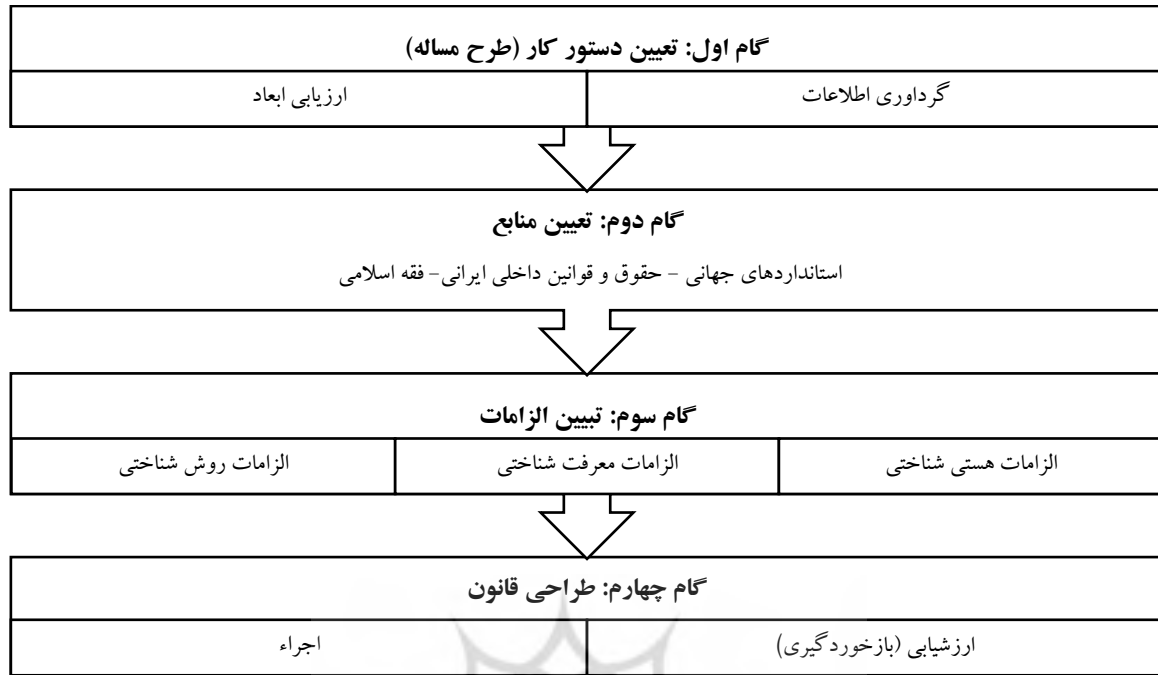 گام اول: تعیین دستور کار (طرح مساله)
گرداوری اطلاعات
ارزیابی ابعاد
گام دوم: تعیین منابع
استانداردهای جهانی - حقوق و قوانین داخلی ایرانی- فقه اسلامی
گام سوم: تبیین الزامات
الزامات هستی شناختی
الزامات معرفت شناختی
الزامات روش شناختی
گام چهارم: طراحی قانون
ارزشیابی (بازخوردگیری)
اجراء